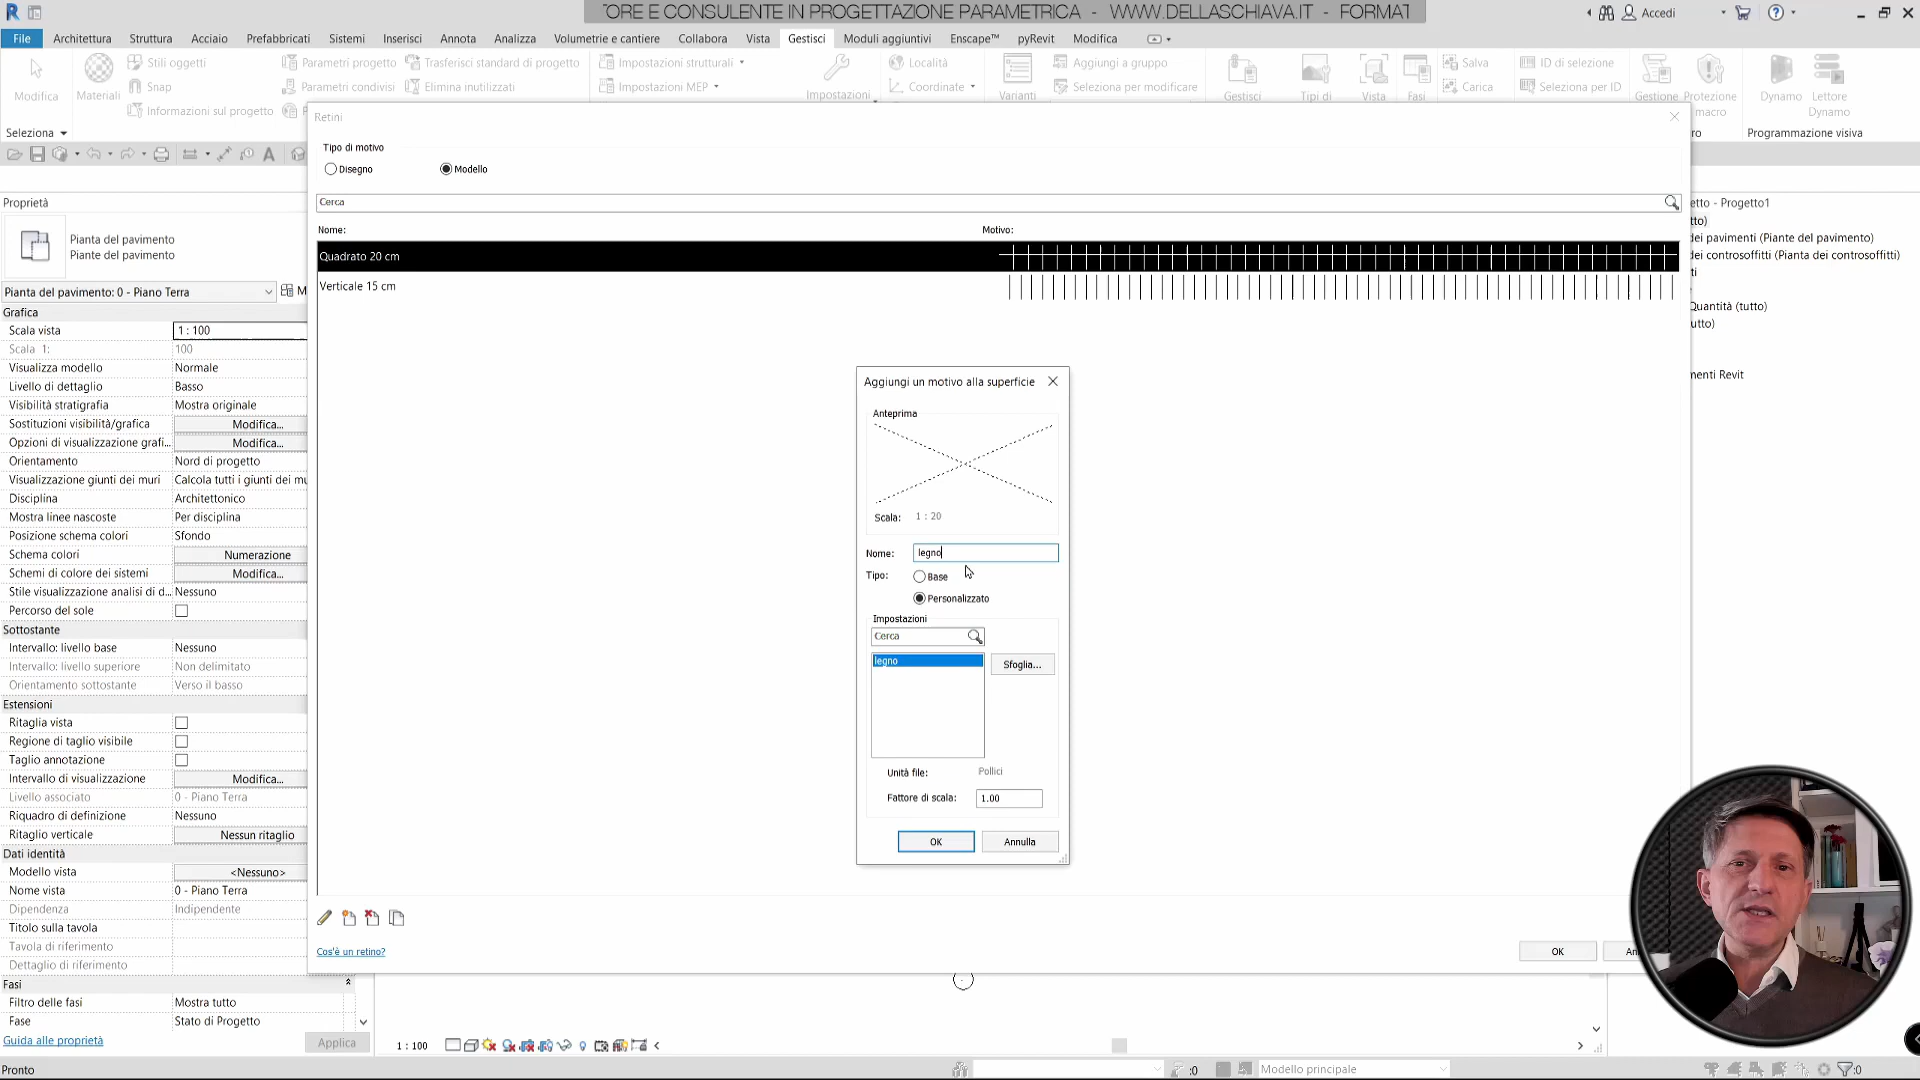 TORE E CONSULENTE IN PROGETTAZIONE PARAMETRICA - WWW.DELLASCHIAVA.IT - FORMAT
Accedi
File Architettura Struttura Acciaio Prefabbricati Sistemi Inserisci Annota Analizza Volumetrie e cantiere Collabora Vista Gestisci Moduli aggiuntivi Enscape™ pyRevit Modifica
Stili oggetti Parametri progetto Trasferisci standard di progetto Impostazioni strutturali Località Aggiungi a gruppo Salva ID di selezione
Snap Parametri condivisi Elimina inutilizzati Impostazioni MEP Coordinate Seleziona per modificare Carica Seleziona per ID
Modifica Materiali Informazioni sul progetto Impostazioni Varianti Gestisci Tipi di Vista Fasi Gestione Protezione macro Dynamo Lettore Dynamo
Seleziona ro Programmazione visiva
Retini
Tipo di motivo
Disegno Modello
Cerca
Nome: Motivo:
Quadrato 20 cm
Verticale 15 cm
Proprietà
Pianta del pavimento
Piante del pavimento
Pianta del pavimento: 0 - Piano Terra M
Grafica
Scala vista 1 : 100
Scala 1: 100
Visualizza modello Normale
Livello di dettaglio Basso
Visibilità stratigrafia Mostra originale
Sostituzioni visibilità/grafica Modifica...
Opzioni di visualizzazione grafi... Modifica...
Orientamento Nord di progetto
Visualizzazione giunti dei muri Calcola tutti i giunti dei mu
Disciplina Architettonico
Mostra linee nascoste Per disciplina
Posizione schema colori Sfondo
Schema colori Numerazione
Schemi di colore dei sistemi Modifica...
Stile visualizzazione analisi di d... Nessuno
Percorso del sole
Sottostante
Intervallo: livello base Nessuno
Intervallo: livello superiore Non delimitato
Orientamento sottostante Verso il basso
Estensioni
Ritaglia vista
Regione di taglio visibile
Taglio annotazione
Intervallo di visualizzazione Modifica...
Livello associato 0 - Piano Terra
Riquadro di definizione Nessuno
Ritaglio verticale Nessun ritaglio
Dati identità
Modello vista <Nessuno>
Nome vista 0 - Piano Terra
Dipendenza Indipendente
Titolo sulla tavola
Tavola di riferimento
Dettaglio di riferimento
Fasi
Filtro delle fasi Mostra tutto
Fase Stato di Progetto
Guida alle proprietà Applica
Aggiungi un motivo alla superficie
Anteprima
Scala: 1 : 20
Nome: legno
Tipo: Base
Personalizzato
Impostazioni
Cerca
legno
Sfoglia...
Unità file: Pollici
Fattore di scala: 1.00
OK Annulla
Cos'è un retino?
OK An
etto - Progetto1
tto)
dei pavimenti (Piante del pavimento)
dei controsoffitti (Pianta dei controsoffitti)
ti
Quantità (tutto)
utto)
menti Revit
1 : 100
Pronto :0 Modello principale :0